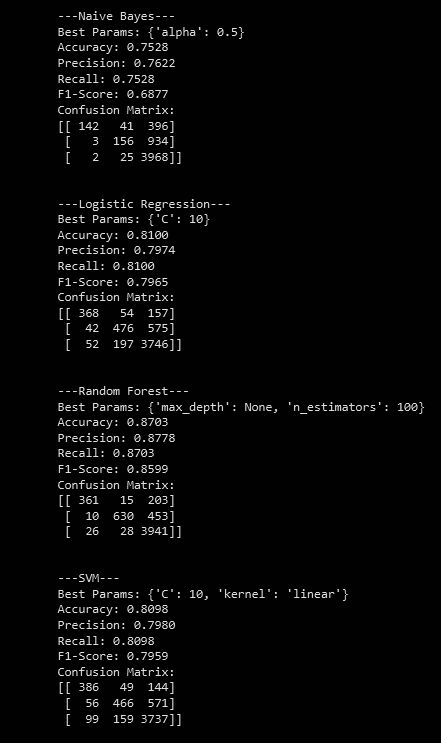 ---Naive Bayes---
Best Params: {'alpha': 0.5}
Accuracy: 0.7528
Precision: 0.7622
Recall: 0.7528
F1-Score: 0.6877
Confusion Matrix:
[[ 142   41  396]
 [   3  156  934]
 [   2   25 3968]]
---Logistic Regression---
Best Params: {'C': 10}
Accuracy: 0.8100
Precision: 0.7974
Recall: 0.8100
F1-Score: 0.7965
Confusion Matrix:
[[ 368   54  157]
 [  42  476  575]
 [  52  197 3746]]
---Random Forest---
Best Params: {'max_depth': None, 'n_estimators': 100}
Accuracy: 0.8703
Precision: 0.8778
Recall: 0.8703
F1-Score: 0.8599
Confusion Matrix:
[[ 361   15  203]
 [  10  630  453]
 [  26   28 3941]]
---SVM---
Best Params: {'C': 10, 'kernel': 'linear'}
Accuracy: 0.8098
Precision: 0.7980
Recall: 0.8098
F1-Score: 0.7959
Confusion Matrix:
[[ 386   49  144]
 [  56  466  571]
 [  99  159 3737]]